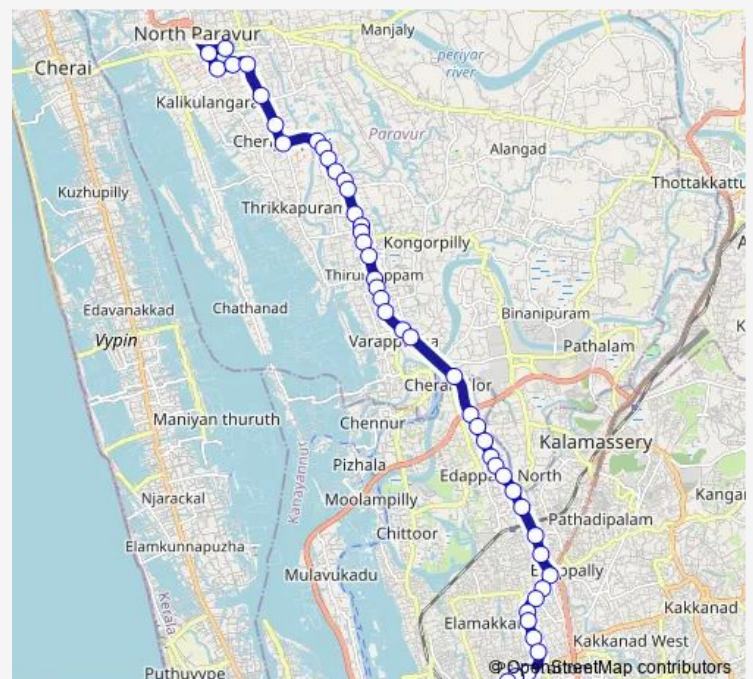 North Paravur
Manjaly
Cherai
periyar
river
Kalikulangara
Paravur
Alangad
Thottakkattu
Kuzhupilly
Thrikkapuram
Kongorpilly
Edavanakkad
Chathanad
Binanipuram
Vypin
Pathalam
Maniyan thuruth
Chennur
Kalamassery
Kanayannur
Pizhala
North
Njarackal
Moolampilly
Kangar
Pathadipalam
Chittoor
Elamkunnapuzha
Mulavukadu
Kakkanad
Kerala
Kakkanad West
Puthuvype
© OpenStreetMap contributors